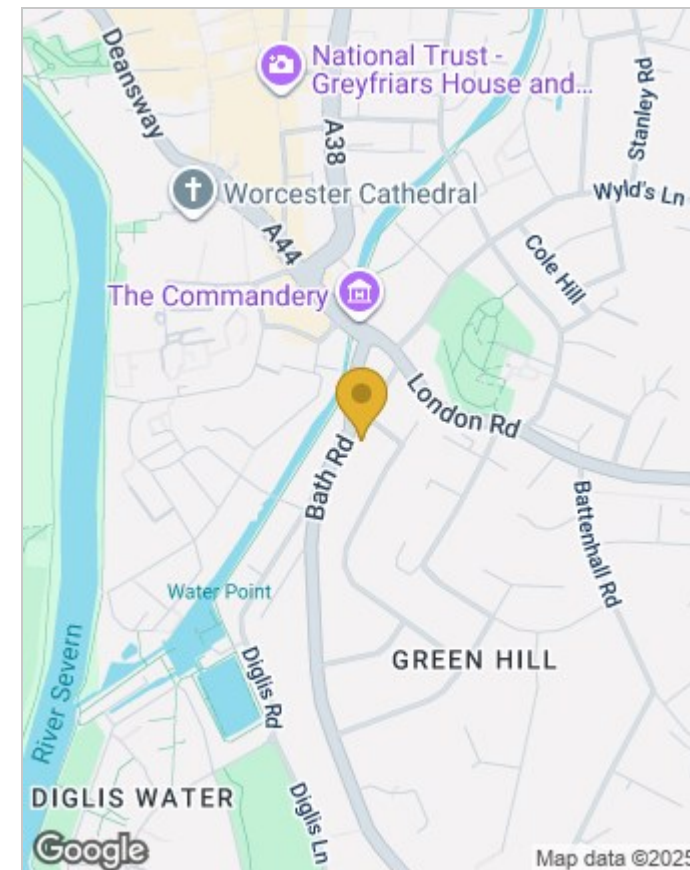 Deansway
National Trust -
Greyfriars House and...
A38
Stanley Rd
Worcester Cathedral
Wyld's Ln
A44
Cole Hill
The Commandery
London Rd
Bath Rd
Battenhall Rd
Water Point
GREEN HILL
Diglis Rd
River Severn
DIGLIS WATER
Diglis Ln
Google
Map data ©2025